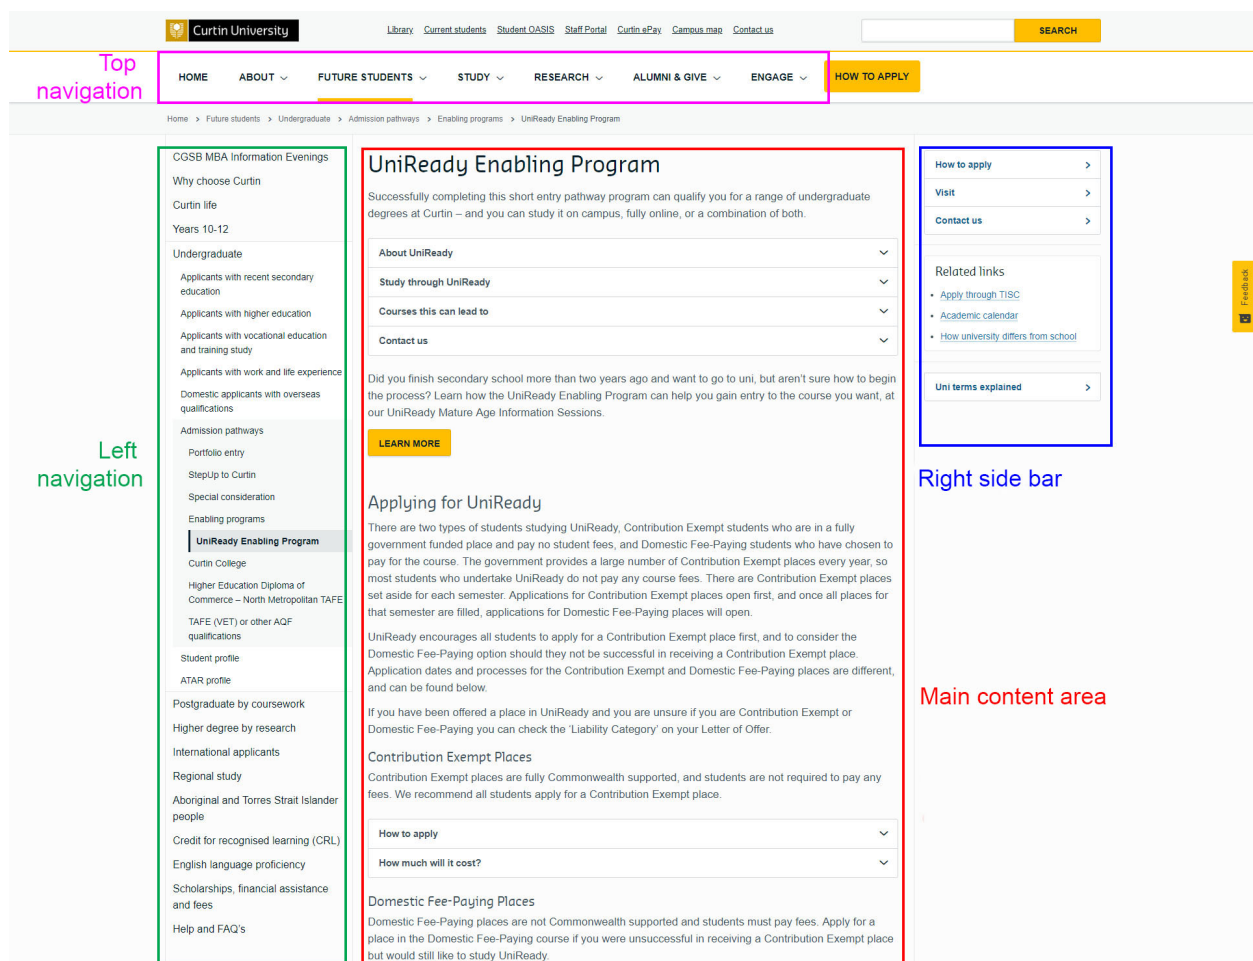 Curtin University
Library Current students Student OASIS Staff Portal Curtin ePay Campus map Contact us
SEARCH
Top navigation
HOME ABOUT FUTURE STUDENTS STUDY RESEARCH ALUMNI & GIVE ENGAGE HOW TO APPLY
Home > Future students > Undergraduate > Admission pathways > Enabling programs > UniReady Enabling Program
Left navigation
CGSB MBA Information Evenings
Why choose Curtin
Curtin life
Years 10-12
Undergraduate
Applicants with recent secondary
education
Applicants with higher education
Applicants with vocational education
and training study
Applicants with work and life experience
Domestic applicants with overseas
qualifications
Admission pathways
Portfolio entry
StepUp to Curtin
Special consideration
Enabling programs
UniReady Enabling Program
Curtin College
Higher Education Diploma of
Commerce – North Metropolitan TAFE
TAFE (VET) or other AQF
qualifications
Student profile
ATAR profile
Postgraduate by coursework
Higher degree by research
International applicants
Regional study
Aboriginal and Torres Strait Islander
people
Credit for recognised learning (CRL)
English language proficiency
Scholarships, financial assistance
and fees
Help and FAQ's
UniReady Enabling Program
Successfully completing this short entry pathway program can qualify you for a range of undergraduate
degrees at Curtin – and you can study it on campus, fully online, or a combination of both.
About UniReady
Study through UniReady
Courses this can lead to
Contact us
Did you finish secondary school more than two years ago and want to go to uni, but aren't sure how to begin
the process? Learn how the UniReady Enabling Program can help you gain entry to the course you want, at
our UniReady Mature Age Information Sessions.
LEARN MORE
Applying for UniReady
There are two types of students studying UniReady, Contribution Exempt students who are in a fully
government funded place and pay no student fees, and Domestic Fee-Paying students who have chosen to
pay for the course. The government provides a large number of Contribution Exempt places every year, so
most students who undertake UniReady do not pay any course fees. There are Contribution Exempt places
set aside for each semester. Applications for Contribution Exempt places open first, and once all places for
that semester are filled, applications for Domestic Fee-Paying places will open.
UniReady encourages all students to apply for a Contribution Exempt place first, and to consider the
Domestic Fee-Paying option should they not be successful in receiving a Contribution Exempt place.
Application dates and processes for the Contribution Exempt and Domestic Fee-Paying places are different,
and can be found below.
If you have been offered a place in UniReady and you are unsure if you are Contribution Exempt or
Domestic Fee-Paying you can check the 'Liability Category' on your Letter of Offer.
Contribution Exempt Places
Contribution Exempt places are fully Commonwealth supported, and students are not required to pay any
fees. We recommend all students apply for a Contribution Exempt place.
How to apply
How much will it cost?
Domestic Fee-Paying Places
Domestic Fee-Paying places are not Commonwealth supported and students must pay fees. Apply for a
place in the Domestic Fee-Paying course if you were unsuccessful in receiving a Contribution Exempt place
but would still like to study UniReady.
How to apply
Visit
Contact us
Related links
Apply through TISC
Academic calendar
How university differs from school
Uni terms explained
Right side bar
Main content area
Feedback